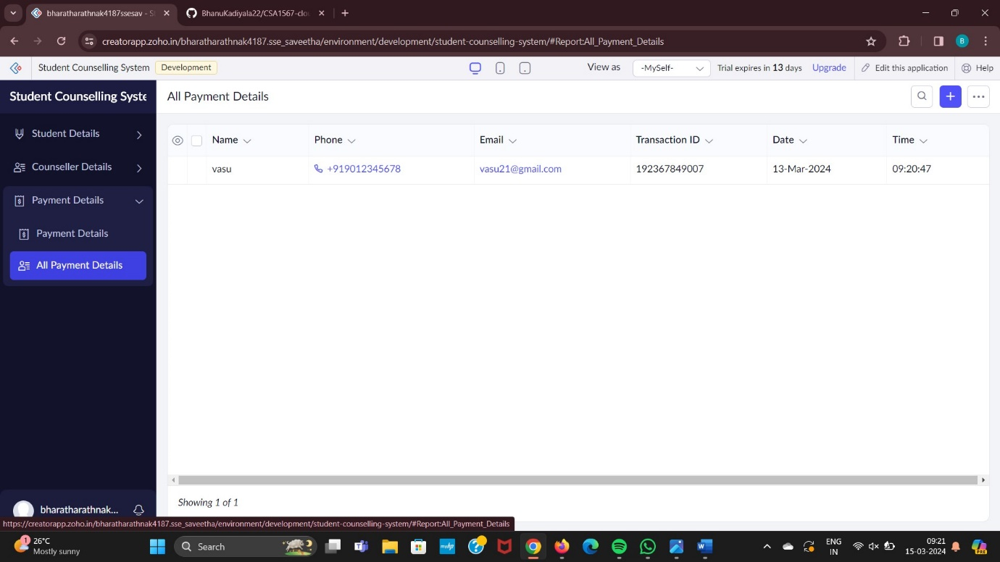 bharatharathnak4187ssesav - S
BhanuKadiyala22/CSA1567-clo
creatorapp.zoho.in/bharatharathnak4187.sse_saveetha/environment/development/student-counselling-system/#Report:All_Payment_Details
B
Student Counselling System Development View as -MySelf- Trial expires in 13 days Upgrade Edit this application Help
Student Counselling Syste
All Payment Details
Student Details
Counseller Details
Payment Details
Payment Details
All Payment Details
Name Phone Email Transaction ID Date Time
vasu +919012345678 vasu21@gmail.com 192367849007 13-Mar-2024 09:20:47
Showing 1 of 1
bharatharathnak...
https://creatorapp.zoho.in/bharatharathnak4187.sse_saveetha/environment/development/student-counselling-system/#Report:All_Payment_Details
1
26°C
Mostly sunny
Search
myhp
ENG
IN
09:21
15-03-2024
PRE